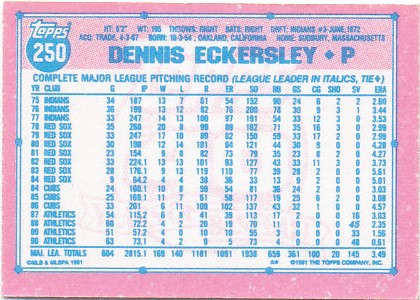 TOPPS
250
HT: 6'2" WT: 195 THROWS: RIGHT BATS: RIGHT DRAFT: INDIANS #3-JUNE, 1972
ACQ: TRADE, 4-3-87 BORN: 10-3-54, OAKLAND, CALIFORNIA HOME: SUDBURY, MASSACHUSETTS
DENNIS ECKERSLEY ♦ P
COMPLETE MAJOR LEAGUE PITCHING RECORD (LEAGUE LEADER IN ITALICS, TIE♦)
YR CLUB G IP W L R ER SO BB GS CG SHO SV ERA
75 INDIANS 34 187 13 7 61 54 152 90 24 6 2 2 2.60
76 INDIANS 36 199 13 12 82 76 200 78 30 9 3 1 3.44
77 INDIANS 33 247 14 13 100 97 191 54 33 12 3 0 3.53
78 RED SOX 35 268 20 8 99 89 162 71 35 16 3 0 2.99
79 RED SOX 33 247 17 10 89 82 150 59 33 17 2 0 2.99
80 RED SOX 30 198 12 14 101 94 121 44 30 8 0 0 4.27
81 RED SOX 23 154 9 8 82 73 79 35 23 8 2 0 4.27
82 RED SOX 33 224.1 13 13 101 93 127 43 33 11 3 0 3.73
83 RED SOX 28 176.1 9 13 119 110 77 39 28 2 0 0 5.61
84 RED SOX 9 64.2 4 4 38 36 33 13 9 2 0 0 5.01
84 CUBS 24 160.1 10 8 59 54 81 36 24 2 0 0 3.03
85 CUBS 25 169.1 11 7 61 58 117 19 25 6 2 0 3.08
86 CUBS 33 201 6 11 109 102 137 43 32 1 0 0 4.57
87 ATHLETICS 54 115.2 6 8 41 39 113 17 2 0 0 16 3.03
88 ATHLETICS 60 72.2 4 2 20 19 70 11 0 0 0 45 2.35
89 ATHLETICS 51 57.2 4 0 10 10 55 3 0 0 0 33 1.56
90 ATHLETICS 63 73.1 4 2 9 5 73 4 0 0 0 48 0.61
MAJ. LEA. TOTALS 604 2815.1 169 140 1181 1091 1938 659 361 100 20 145 3.49
©MLB & MLBPA 1991 A* ©1991 THE TOPPS COMPANY, INC.